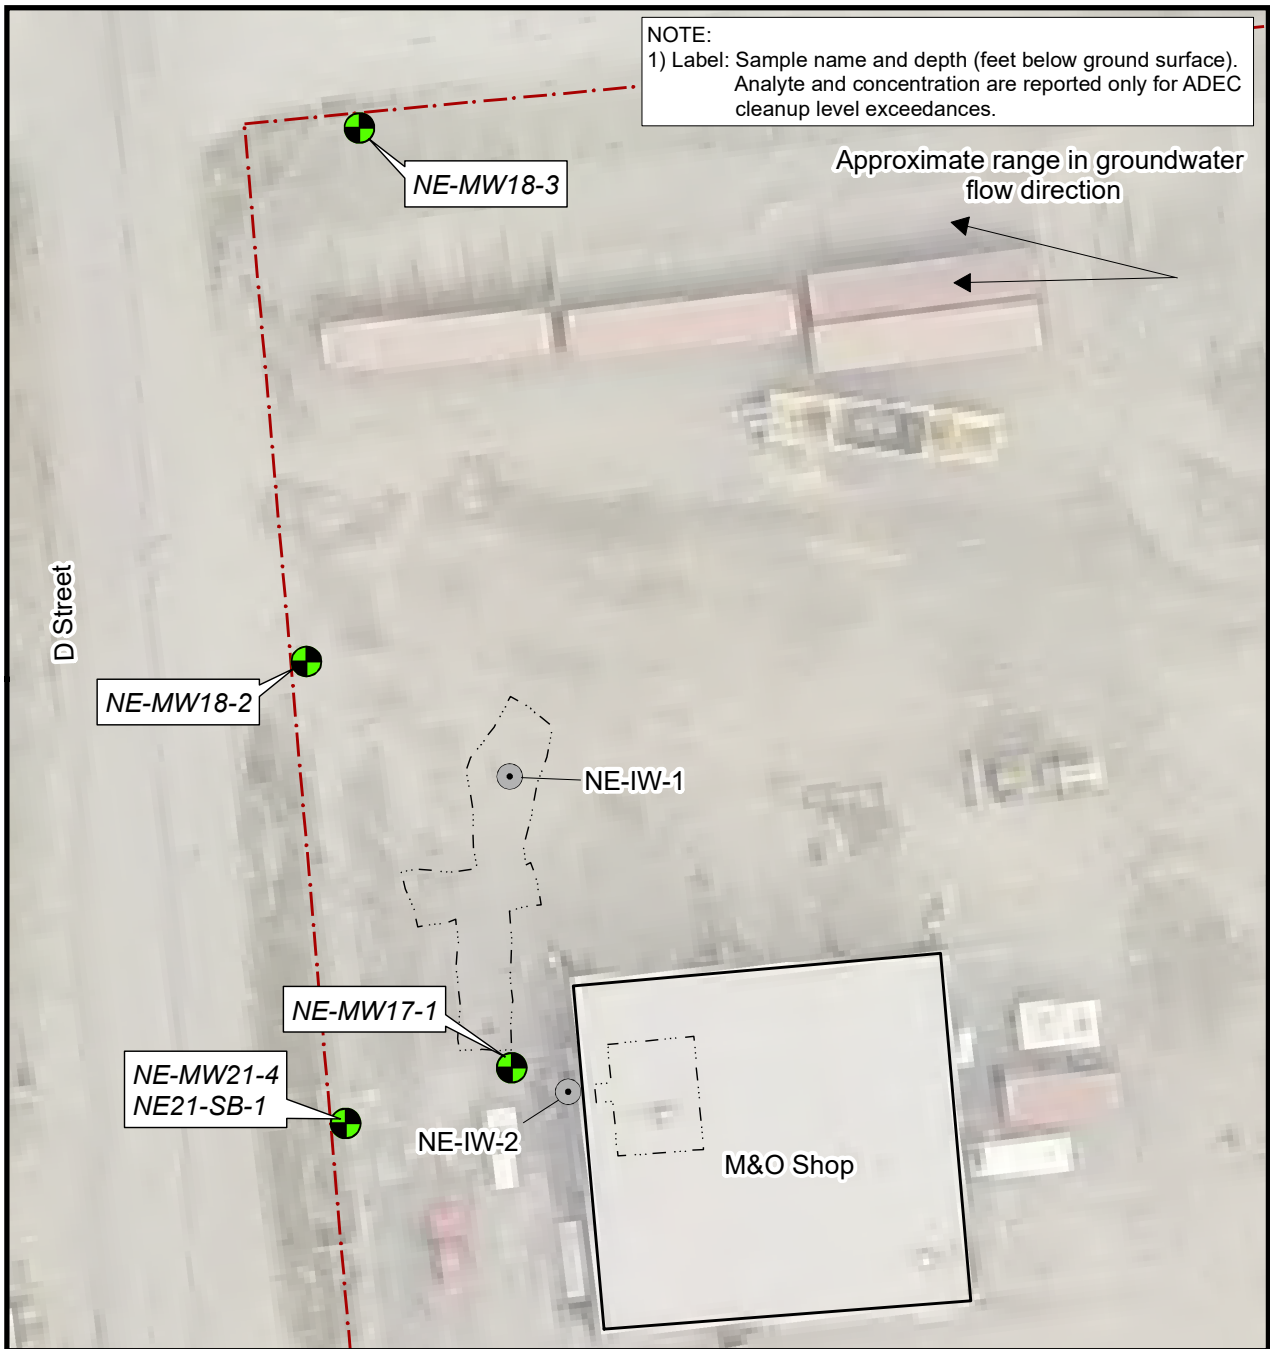 NOTE:
1) Label: Sample name and depth (feet below ground surface).
Analyte and concentration are reported only for ADEC
cleanup level exceedances.
Approximate range in groundwater
flow direction
NE-MW18-3
D Street
NE-MW18-2
NE-IW-1
NE-MW17-1
NE-MW21-4
NE21-SB-1
NE-IW-2
M&O Shop